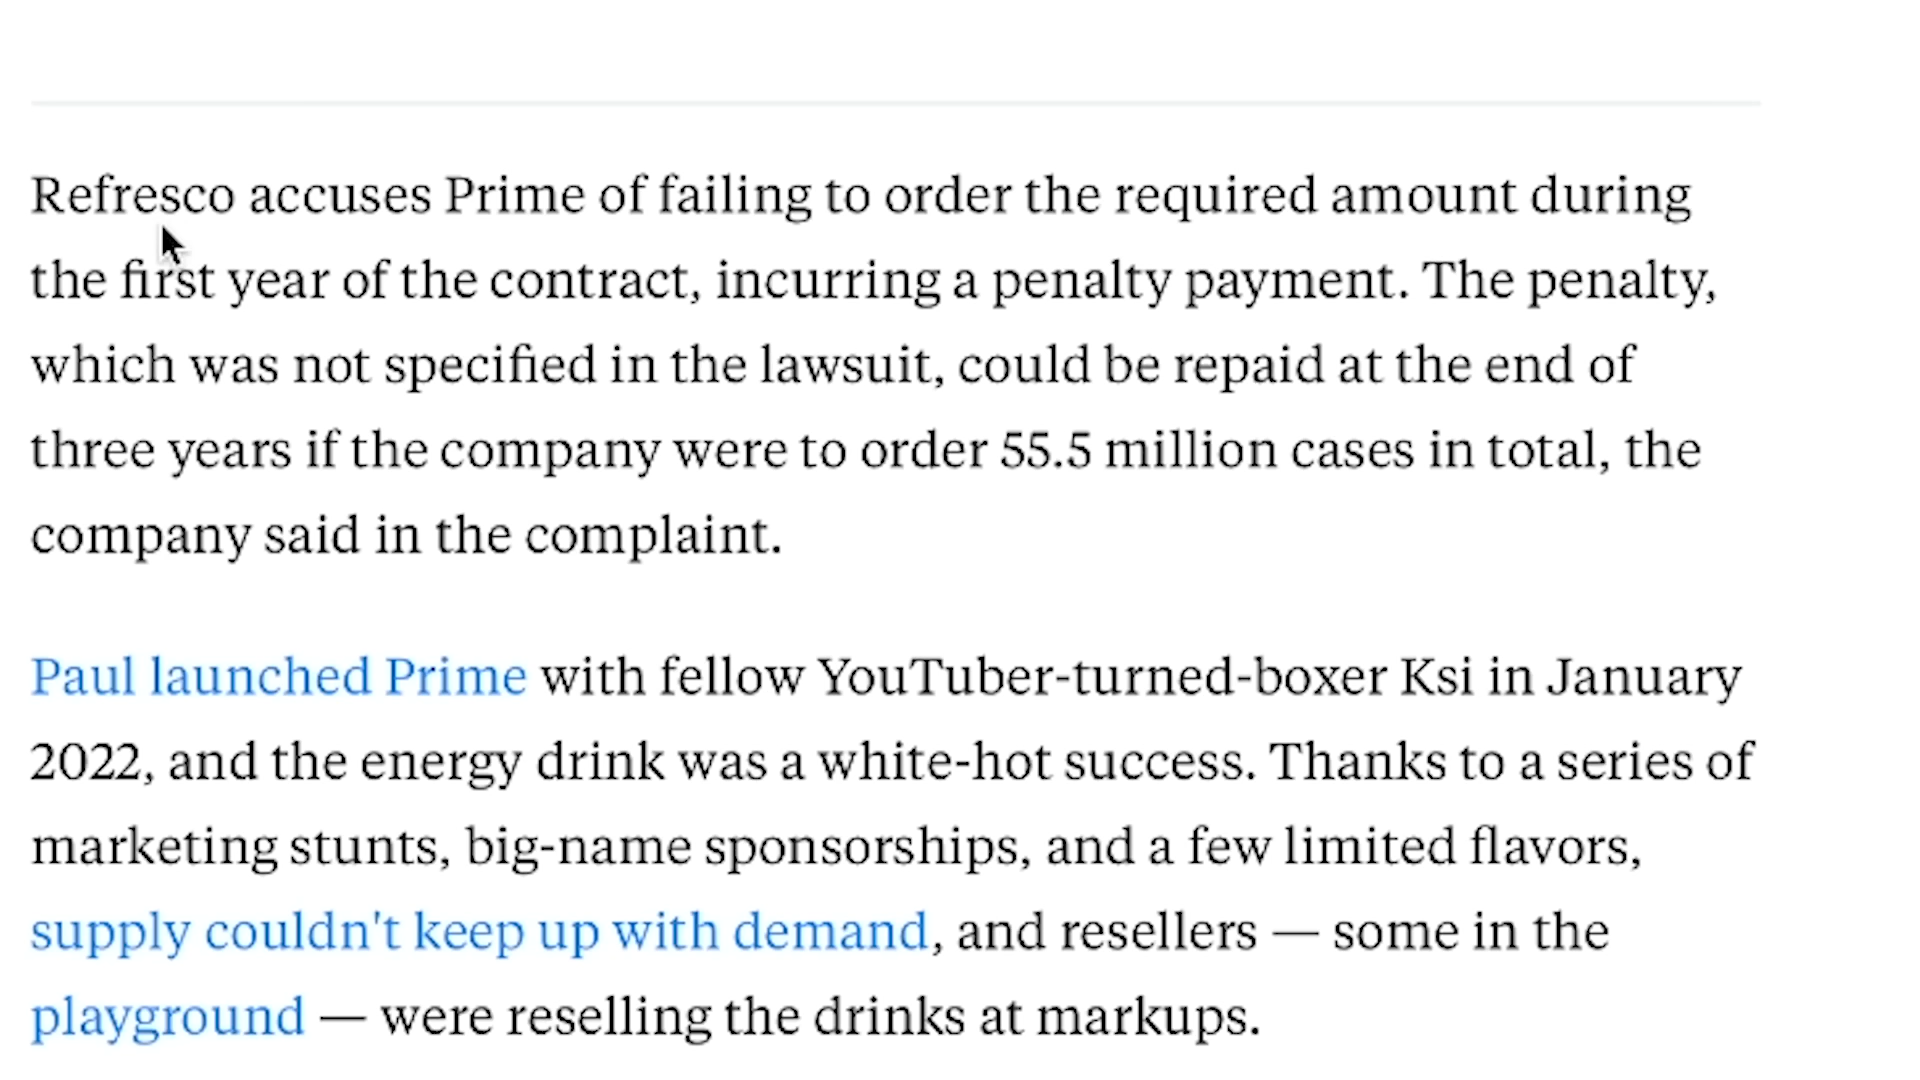 Refresco accuses Prime of failing to order the required amount during
the first year of the contract, incurring a penalty payment. The penalty,
which was not specified in the lawsuit, could be repaid at the end of
three years if the company were to order 55.5 million cases in total, the
company said in the complaint.
Paul launched Prime with fellow YouTuber-turned-boxer Ksi in January
2022, and the energy drink was a white-hot success. Thanks to a series of
marketing stunts, big-name sponsorships, and a few limited flavors,
supply couldn't keep up with demand, and resellers — some in the
playground — were reselling the drinks at markups.